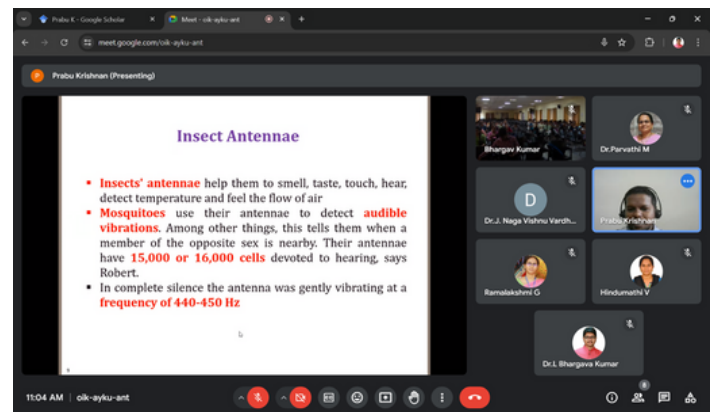 Prabu K - Google Scholar
Meet - oik-ayku-ant
meet.google.com/oik-ayku-ant
P
Prabu Krishnan (Presenting)
Insect Antennae
Insects' antennae help them to smell, taste, touch, hear,
detect temperature and feel the flow of air
Mosquitoes use their antennae to detect audible
vibrations. Among other things, this tells them when a
member of the opposite sex is nearby. Their antennae
have 15,000 or 16,000 cells devoted to hearing, says
Robert.
In complete silence the antenna was gently vibrating at a
frequency of 440-450 Hz
Bhargav Kumar
Dr.Parvathi M
D
Dr.J. Naga Vishnu Vardh...
Prabu Krishnan
Ramalakshmi G
Hindumathi V
Dr.L Bhargava Kumar
11:04 AM | oik-ayku-ant
8